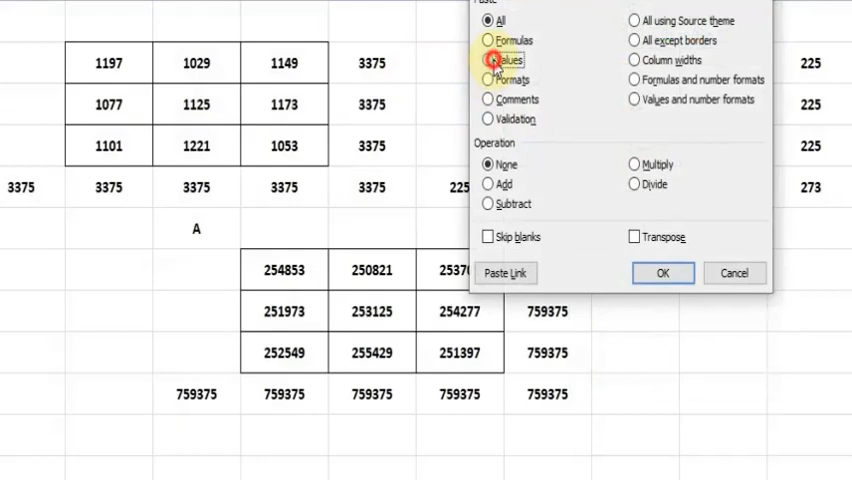 All
All using Source theme
Formulas
All except borders
Values
Column widths
Formats
Formulas and number formats
Comments
Values and number formats
Validation
Operation
None
Multiply
Add
Divide
Subtract
Skip blanks
Transpose
Paste Link
OK
Cancel
1197 1029 1149 3375 225
1077 1125 1173 3375 225
1101 1221 1053 3375 225
3375 3375 3375 3375 3375 273
A
254853 250821
251973 253125 254277 759375
252549 255429 251397 759375
759375 759375 759375 759375 759375